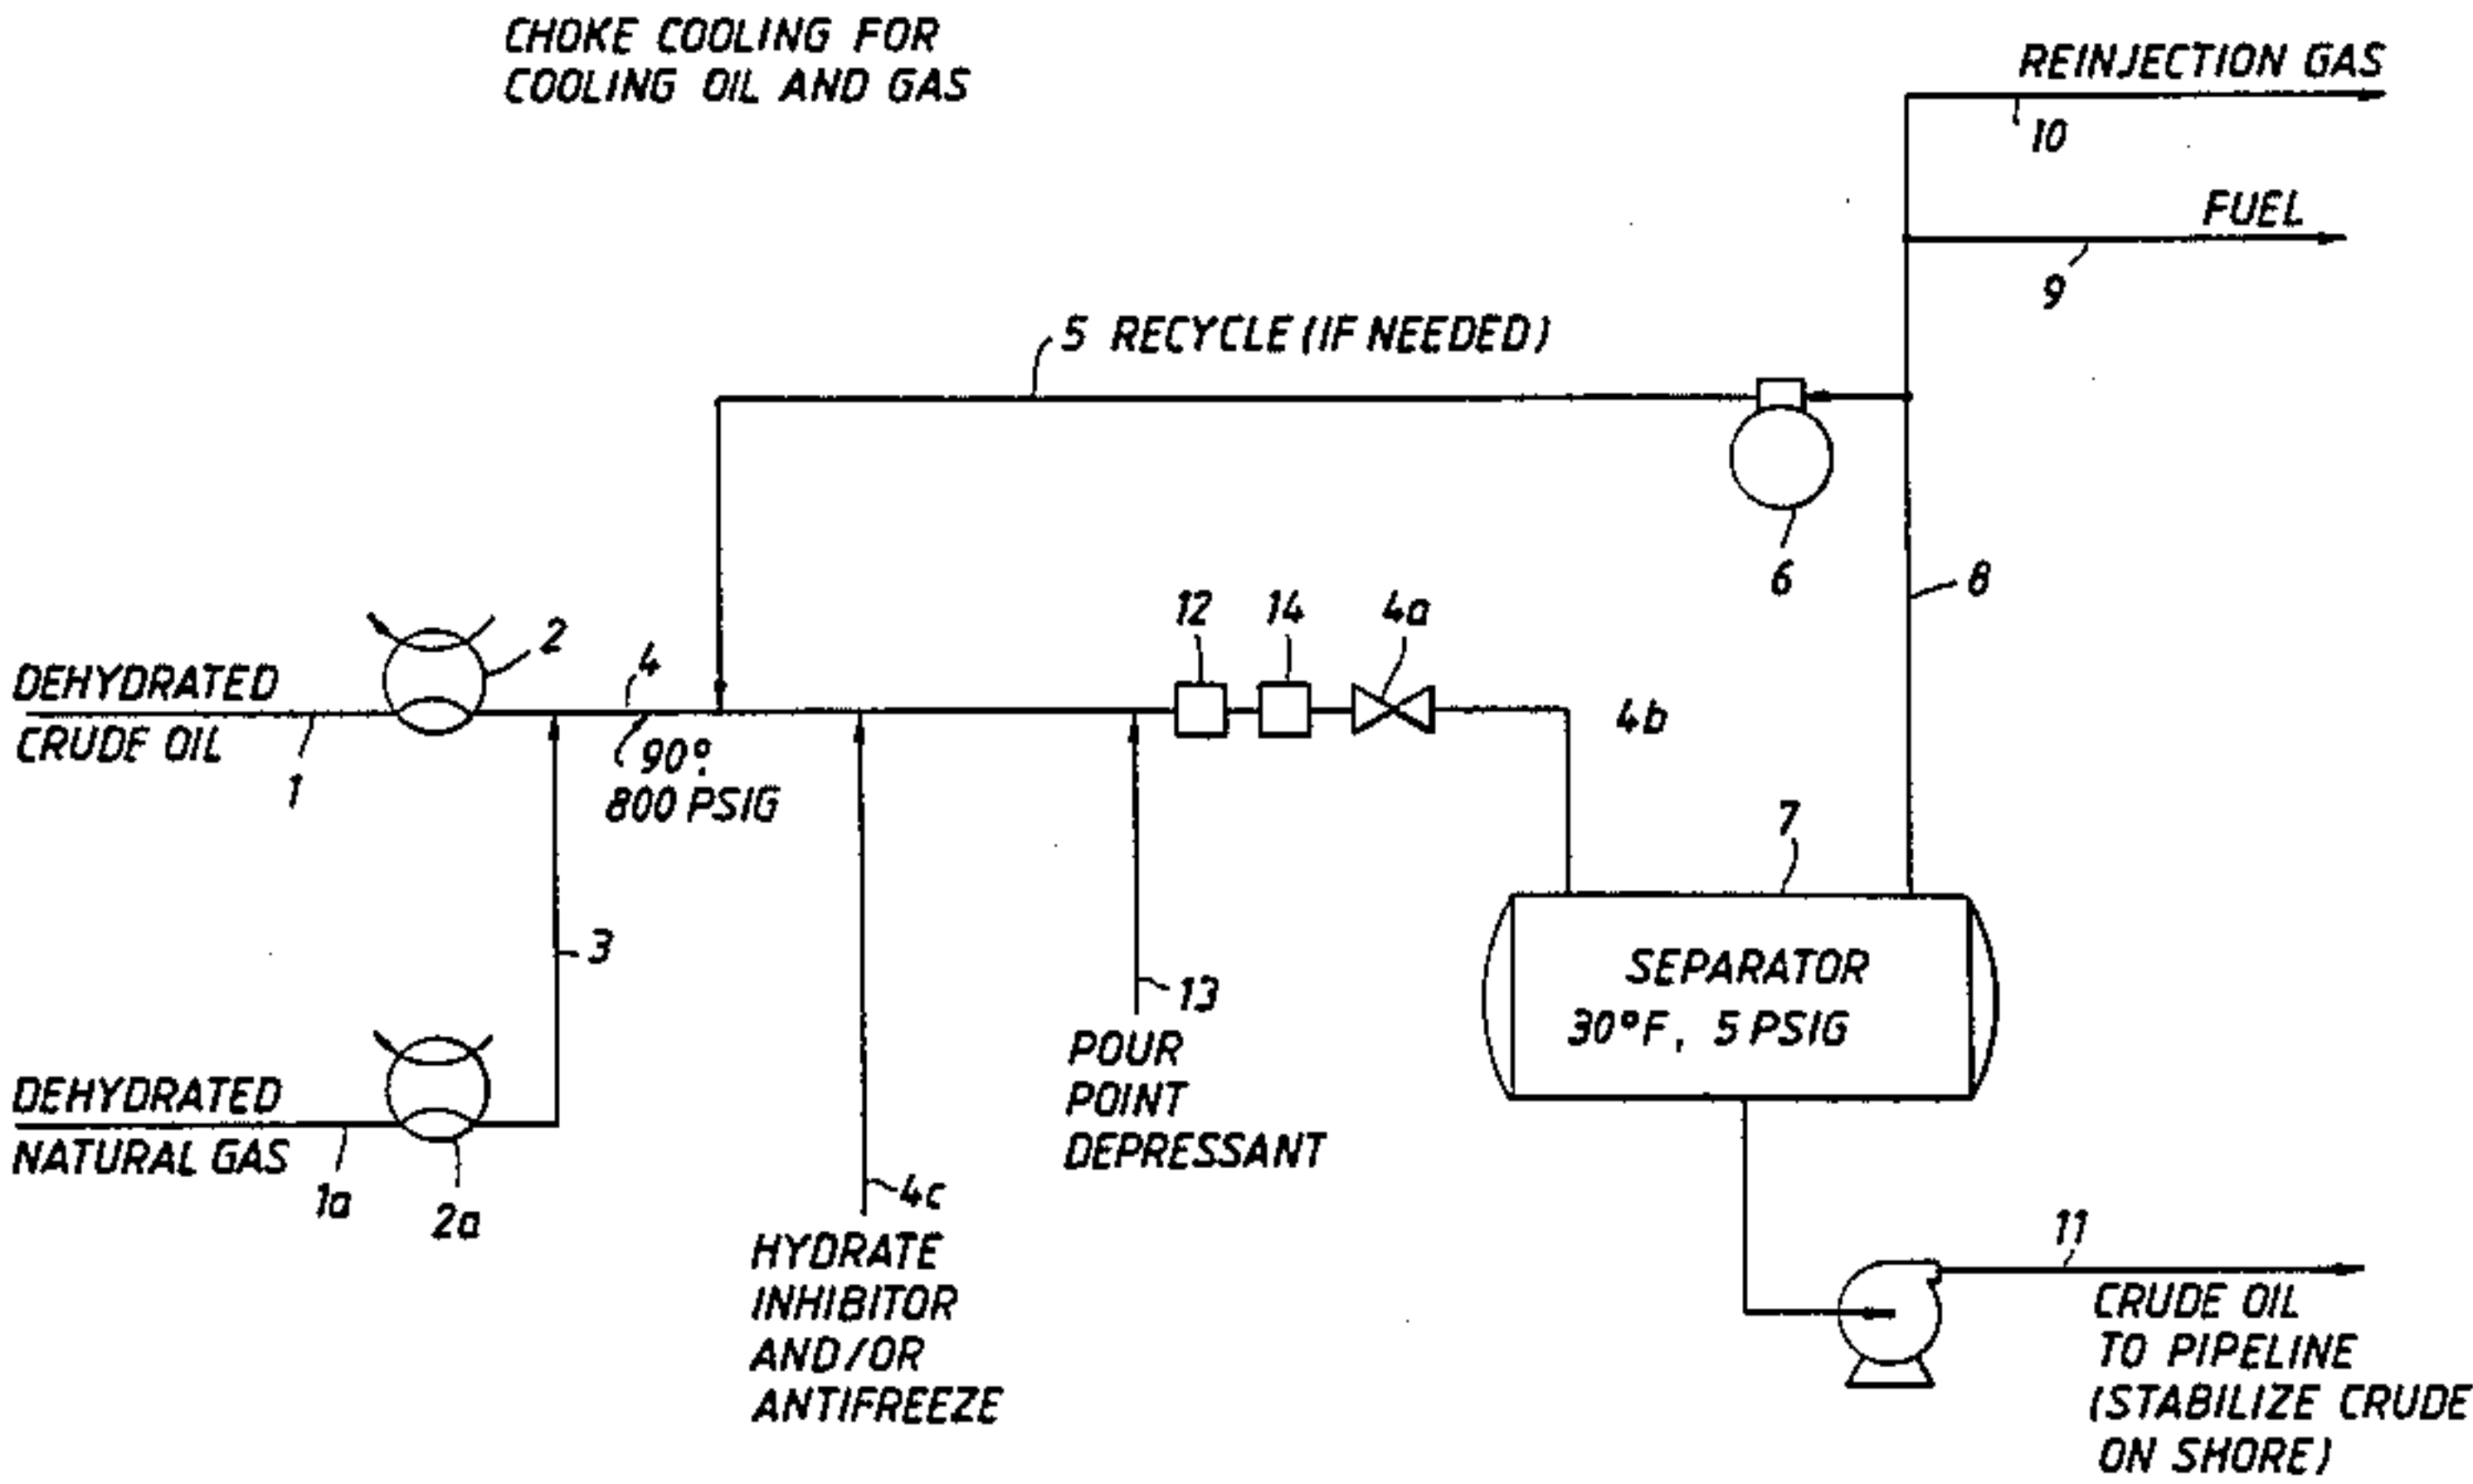 CHOKE COOLING FOR
COOLING OIL AND GAS
REINJECTION GAS
10
FUEL
9
5 RECYCLE (IF NEEDED)
6
8
12
14
4a
4b
2
4
DEHYDRATED
CRUDE OIL
1
90°
800 PSIG
3
7
SEPARATOR
30°F, 5 PSIG
13
POUR
POINT
DEPRESSANT
DEHYDRATED
NATURAL GAS
1a
2a
4c
HYDRATE
INHIBITOR
AND/OR
ANTIFREEZE
11
CRUDE OIL
TO PIPELINE
(STABILIZE CRUDE
ON SHORE)